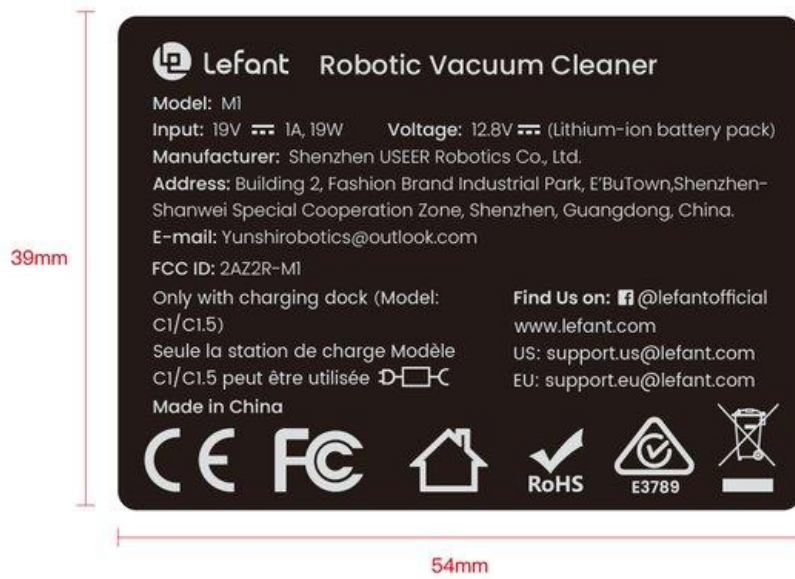 Lefant Robotic Vacuum Cleaner
Model: M1
Input: 19V 1A, 19W Voltage: 12.8V (Lithium-ion battery pack)
Manufacturer: Shenzhen USEER Robotics Co., Ltd.
Address: Building 2, Fashion Brand Industrial Park, E'BuTown,Shenzhen-
Shanwei Special Cooperation Zone, Shenzhen, Guangdong, China.
E-mail: Yunshirobotics@outlook.com
FCC ID: 2AZ2R-M1
Only with charging dock (Model:
C1/C1.5)
Seule la station de charge Modèle
C1/C1.5 peut être utilisée
Made in China
Find Us on: @lefantofficial
www.lefant.com
US: support.us@lefant.com
EU: support.eu@lefant.com
CE FC RoHS E3789
39mm
54mm